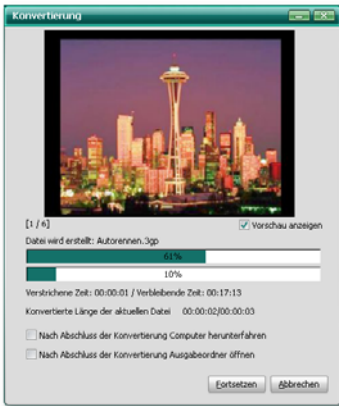 Konvertierung
[1 / 6]
Vorschau anzeigen
Datei wird erstellt: Autorennen.3gp
61%
10%
Verstrichene Zeit: 00:00:01 / Verbleibende Zeit: 00:17:13
Konvertierte Länge der aktuellen Datei 00:00:02/00:00:03
Nach Abschluss der Konvertierung Computer herunterfahren
Nach Abschluss der Konvertierung Ausgabeordner öffnen
Fortsetzen Abbrechen